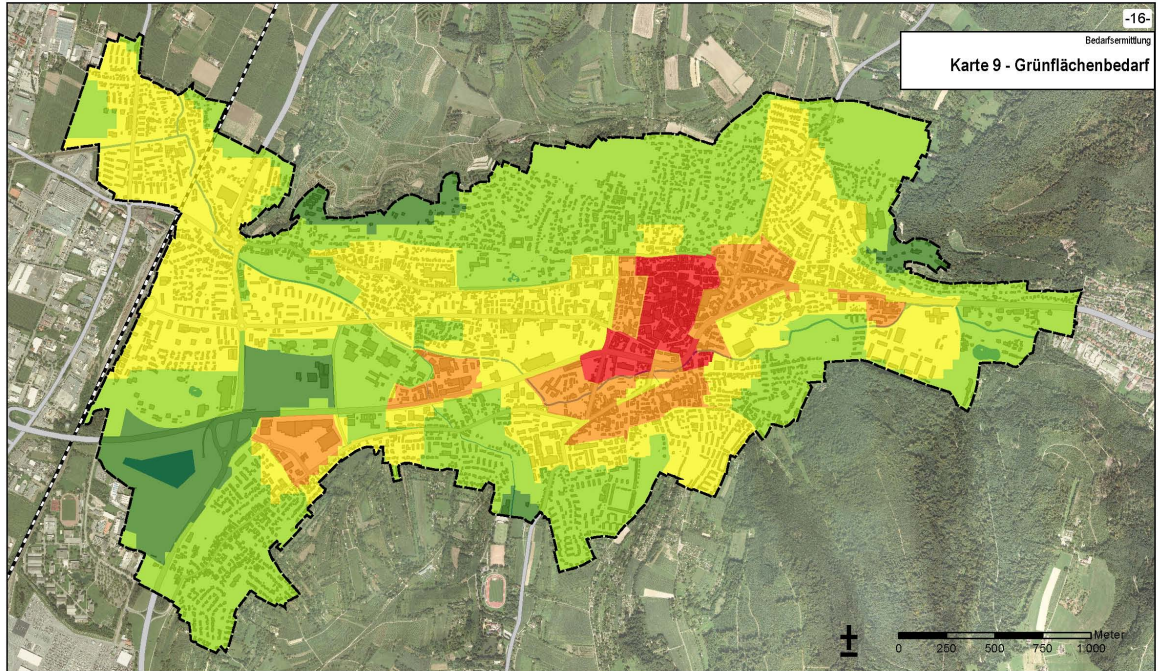 -16-
Bedarfsermittlung
Karte 9 - Grünflächenbedarf
Meter
0 250 500 750 1.000